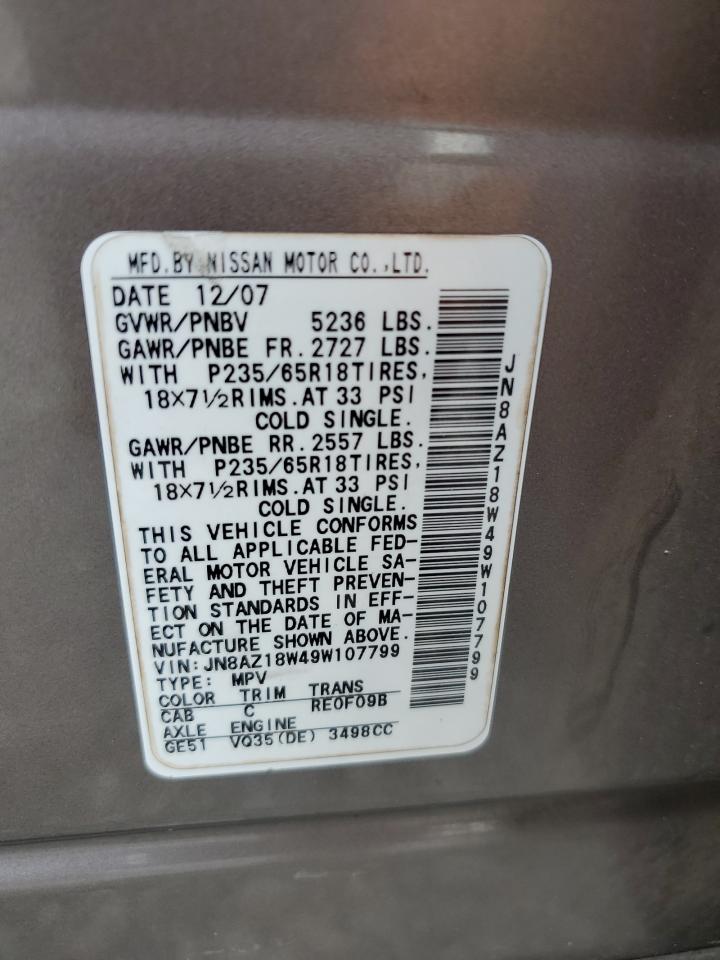 MFD.BY NISSAN MOTOR CO.,LTD.
DATE 12/07
GVWR/PNBV 5236 LBS.
GAWR/PNBE FR.2727 LBS.
WITH P235/65R18TIRES,
18×7½RIMS.AT 33 PSI
COLD SINGLE.
GAWR/PNBE RR.2557 LBS.
WITH P235/65R18TIRES,
18×7½RIMS.AT 33 PSI
COLD SINGLE.
THIS VEHICLE CONFORMS
TO ALL APPLICABLE FED-
ERAL MOTOR VEHICLE SA-
FETY AND THEFT PREVEN-
TION STANDARDS IN EFF-
ECT ON THE DATE OF MA-
NUFACTURE SHOWN ABOVE.
VIN:JN8AZ18W49W107799
TYPE: MPV
COLOR TRIM TRANS
CAB C RE0F09B
AXLE ENGINE
GE51 VQ35(DE) 3498CC
JN8AZ18W49W107799